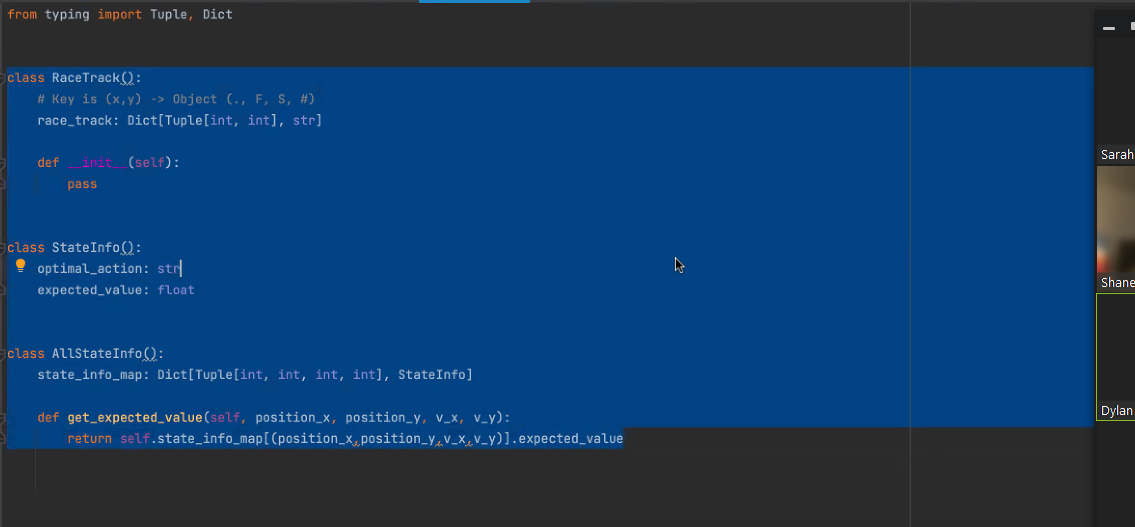 from typing import Tuple, Dict
class RaceTrack():
    # Key is (x,y) -> Object (., F, S, #)
    race_track: Dict[Tuple[int, int], str]
    def __init__(self):
        pass
class StateInfo():
    optimal_action: str
    expected_value: float
class AllStateInfo():
    state_info_map: Dict[Tuple[int, int, int, int], StateInfo]
    def get_expected_value(self, position_x, position_y, v_x, v_y):
        return self.state_info_map[(position_x,position_y,v_x,v_y)].expected_value
Sarah
Shane
Dylan